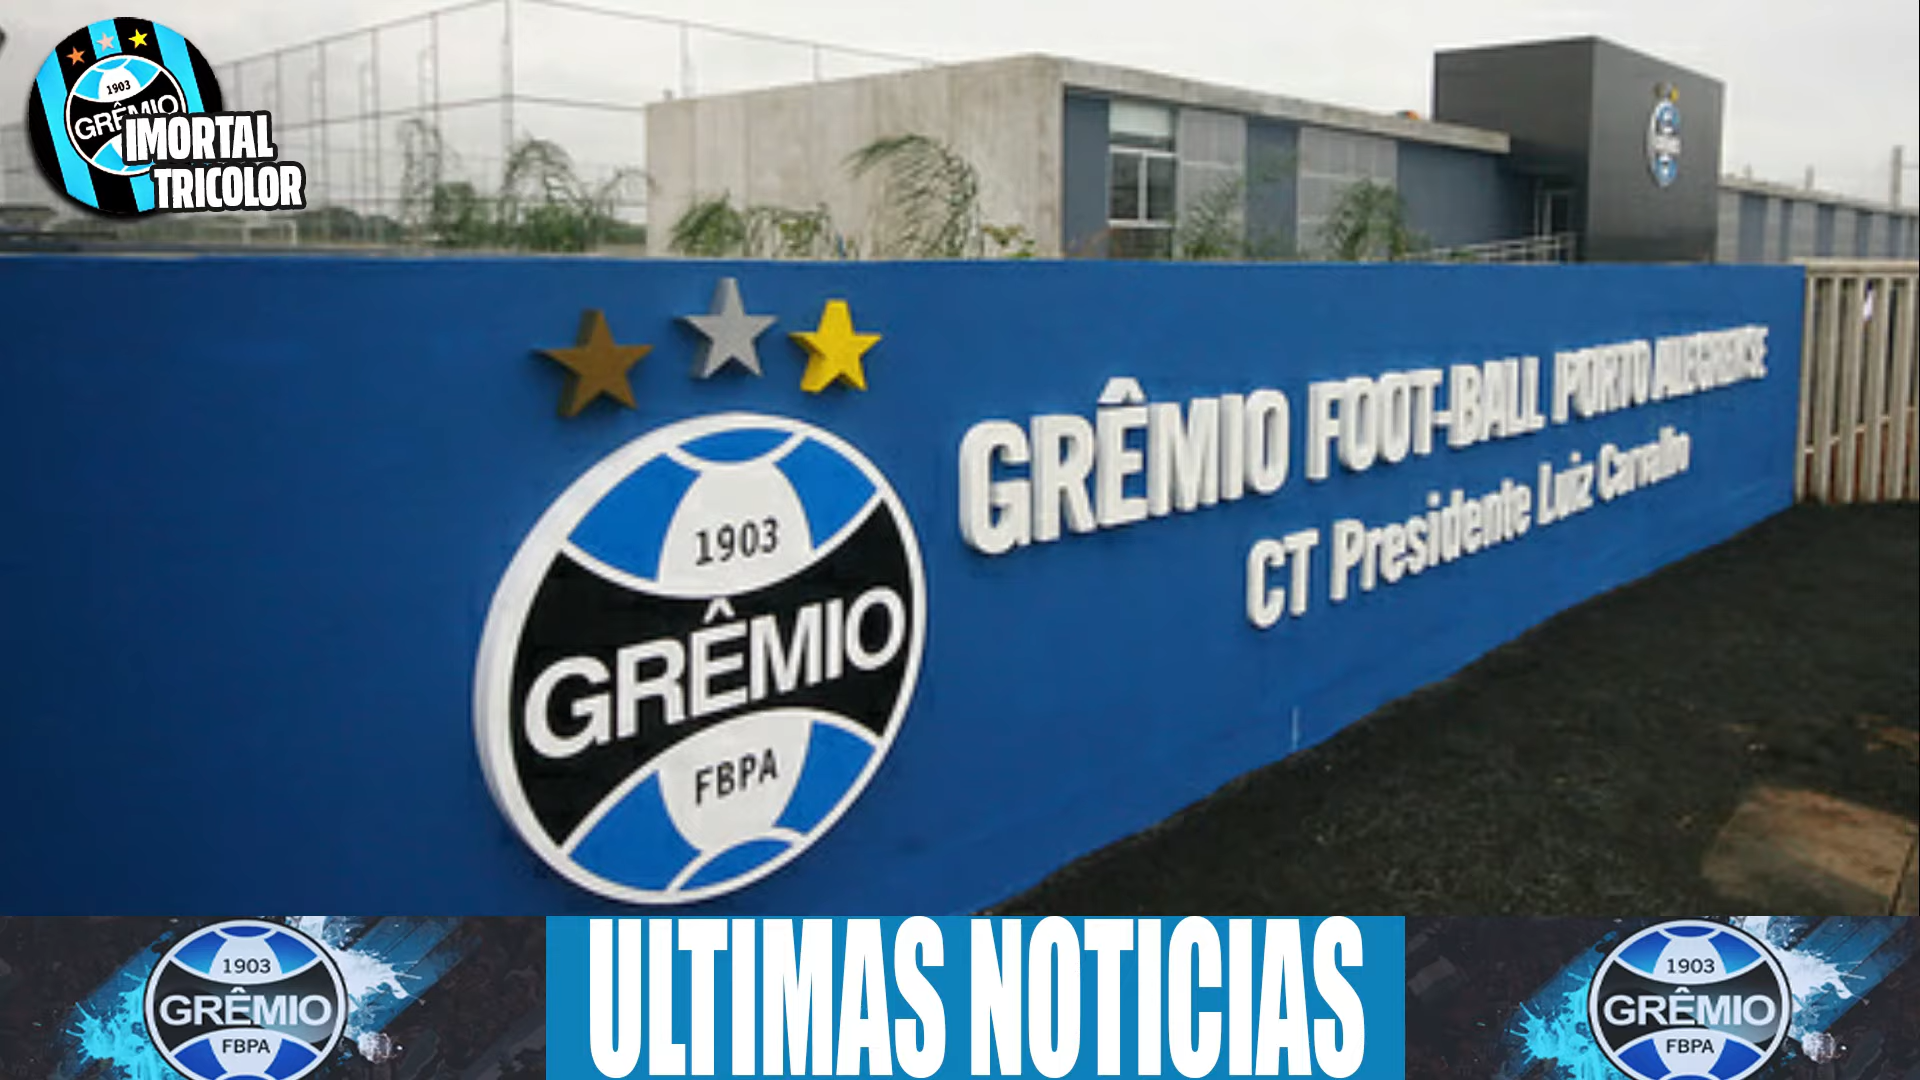 1903
GRÊMIO
IMORTAL
TRICOLOR
GRÊMIO FOOT-BALL PORTO ALEGRENSE
CT Presidente Luiz Carvalho
1903
GRÊMIO
FBPA
1903
GRÊMIO
FBPA
ULTIMAS NOTICIAS
1903
GRÊMIO
FBPA